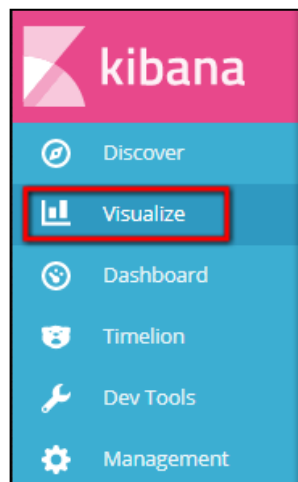 kibana
Discover
Visualize
Dashboard
Timelion
Dev Tools
Management